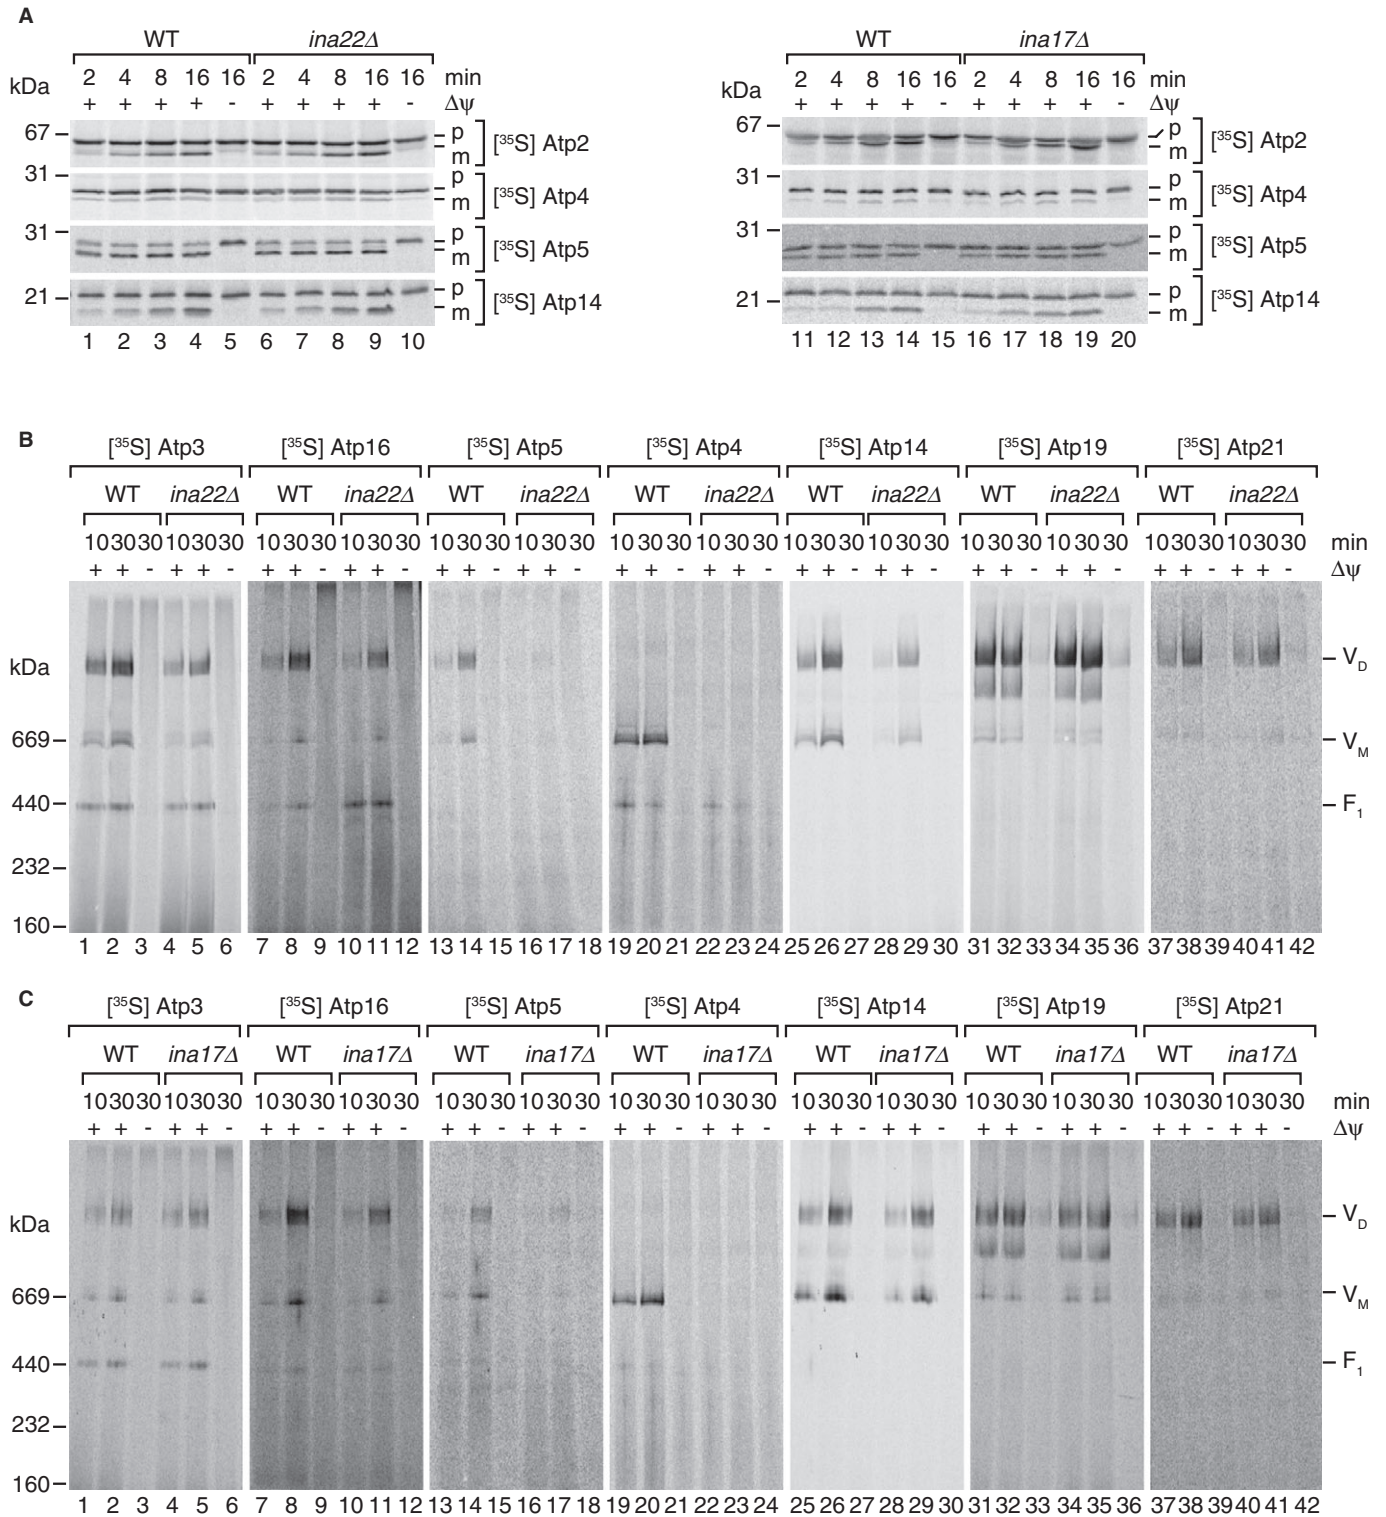 A
WT ina22Δ
2 4 8 16 16 2 4 8 16 16 min
kDa
+ + + + - + + + + - Δψ
67 p m [³⁵S] Atp2
31 p m [³⁵S] Atp4
31 p m [³⁵S] Atp5
21 p m [³⁵S] Atp14
1 2 3 4 5 6 7 8 9 10
WT ina17Δ
2 4 8 16 16 2 4 8 16 16 min
kDa
+ + + + - + + + + - Δψ
67 p m [³⁵S] Atp2
31 p m [³⁵S] Atp4
31 p m [³⁵S] Atp5
21 p m [³⁵S] Atp14
11 12 13 14 15 16 17 18 19 20
B
[³⁵S] Atp3 [³⁵S] Atp16 [³⁵S] Atp5 [³⁵S] Atp4 [³⁵S] Atp14 [³⁵S] Atp19 [³⁵S] Atp21
WT ina22Δ WT ina22Δ WT ina22Δ WT ina22Δ WT ina22Δ WT ina22Δ WT ina22Δ
10 30 30 10 30 30 10 30 30 10 30 30 10 30 30 10 30 30 10 30 30 10 30 30 10 30 30 10 30 30 10 30 30 10 30 30 10 30 30 10 30 30 min
+ + - + + - + + - + + - + + - + + - + + - + + - + + - + + - + + - + + - + + - + + - Δψ
kDa V_D
669 V_M
440 F₁
232
160
1 2 3 4 5 6 7 8 9 10 11 12 13 14 15 16 17 18 19 20 21 22 23 24 25 26 27 28 29 30 31 32 33 34 35 36 37 38 39 40 41 42
C
[³⁵S] Atp3 [³⁵S] Atp16 [³⁵S] Atp5 [³⁵S] Atp4 [³⁵S] Atp14 [³⁵S] Atp19 [³⁵S] Atp21
WT ina17Δ WT ina17Δ WT ina17Δ WT ina17Δ WT ina17Δ WT ina17Δ WT ina17Δ
10 30 30 10 30 30 10 30 30 10 30 30 10 30 30 10 30 30 10 30 30 10 30 30 10 30 30 10 30 30 10 30 30 10 30 30 10 30 30 10 30 30 min
+ + - + + - + + - + + - + + - + + - + + - + + - + + - + + - + + - + + - + + - + + - Δψ
kDa V_D
669 V_M
440 F₁
232
160
1 2 3 4 5 6 7 8 9 10 11 12 13 14 15 16 17 18 19 20 21 22 23 24 25 26 27 28 29 30 31 32 33 34 35 36 37 38 39 40 41 42